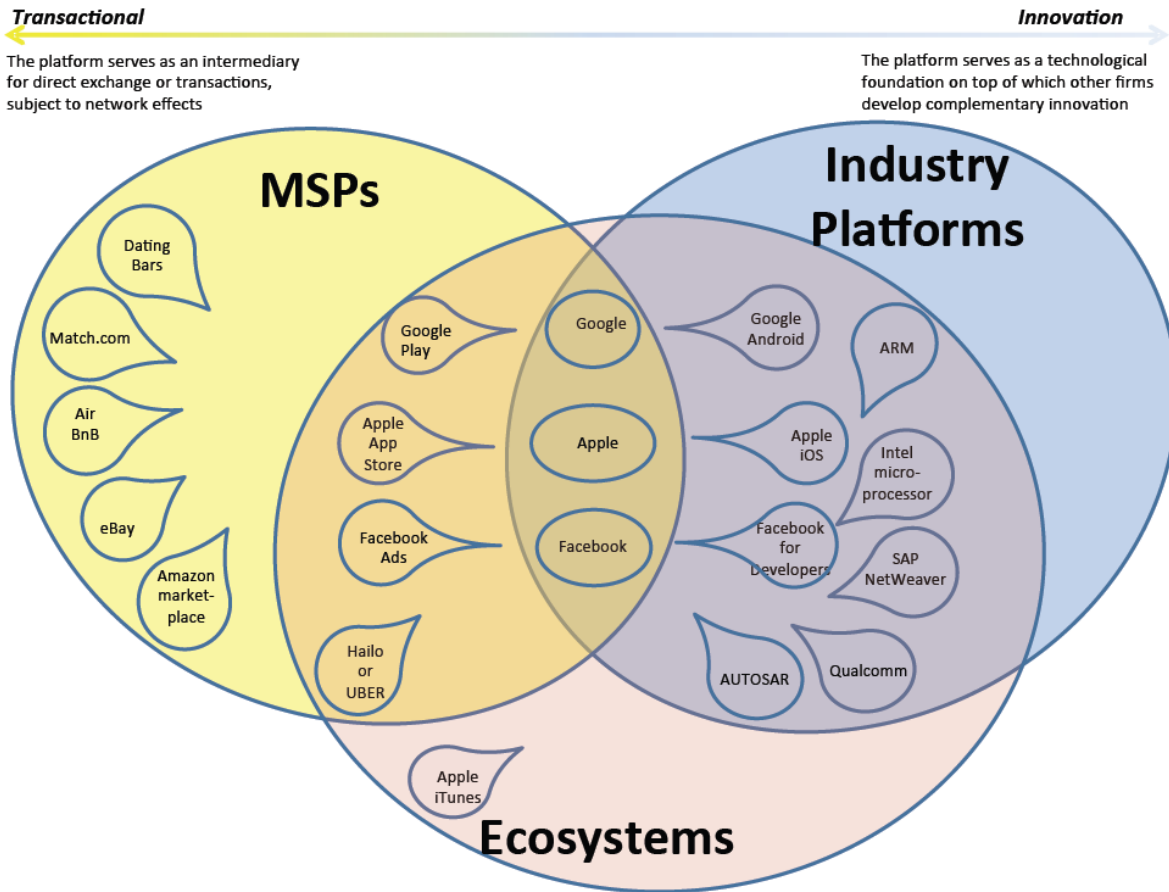 Transactional
Innovation
The platform serves as an intermediary
for direct exchange or transactions,
subject to network effects
The platform serves as a technological
foundation on top of which other firms
develop complementary innovation
MSPs
Industry
Platforms
Dating
Bars
Match.com
Air
BnB
eBay
Amazon
market-
place
Google
Play
Google
Google
Android
ARM
Apple
App
Store
Apple
Apple
iOS
Intel
micro-
processor
Facebook
Ads
Facebook
Facebook
for
Developers
SAP
NetWeaver
Hailo
or
UBER
AUTOSAR
Qualcomm
Apple
iTunes
Ecosystems